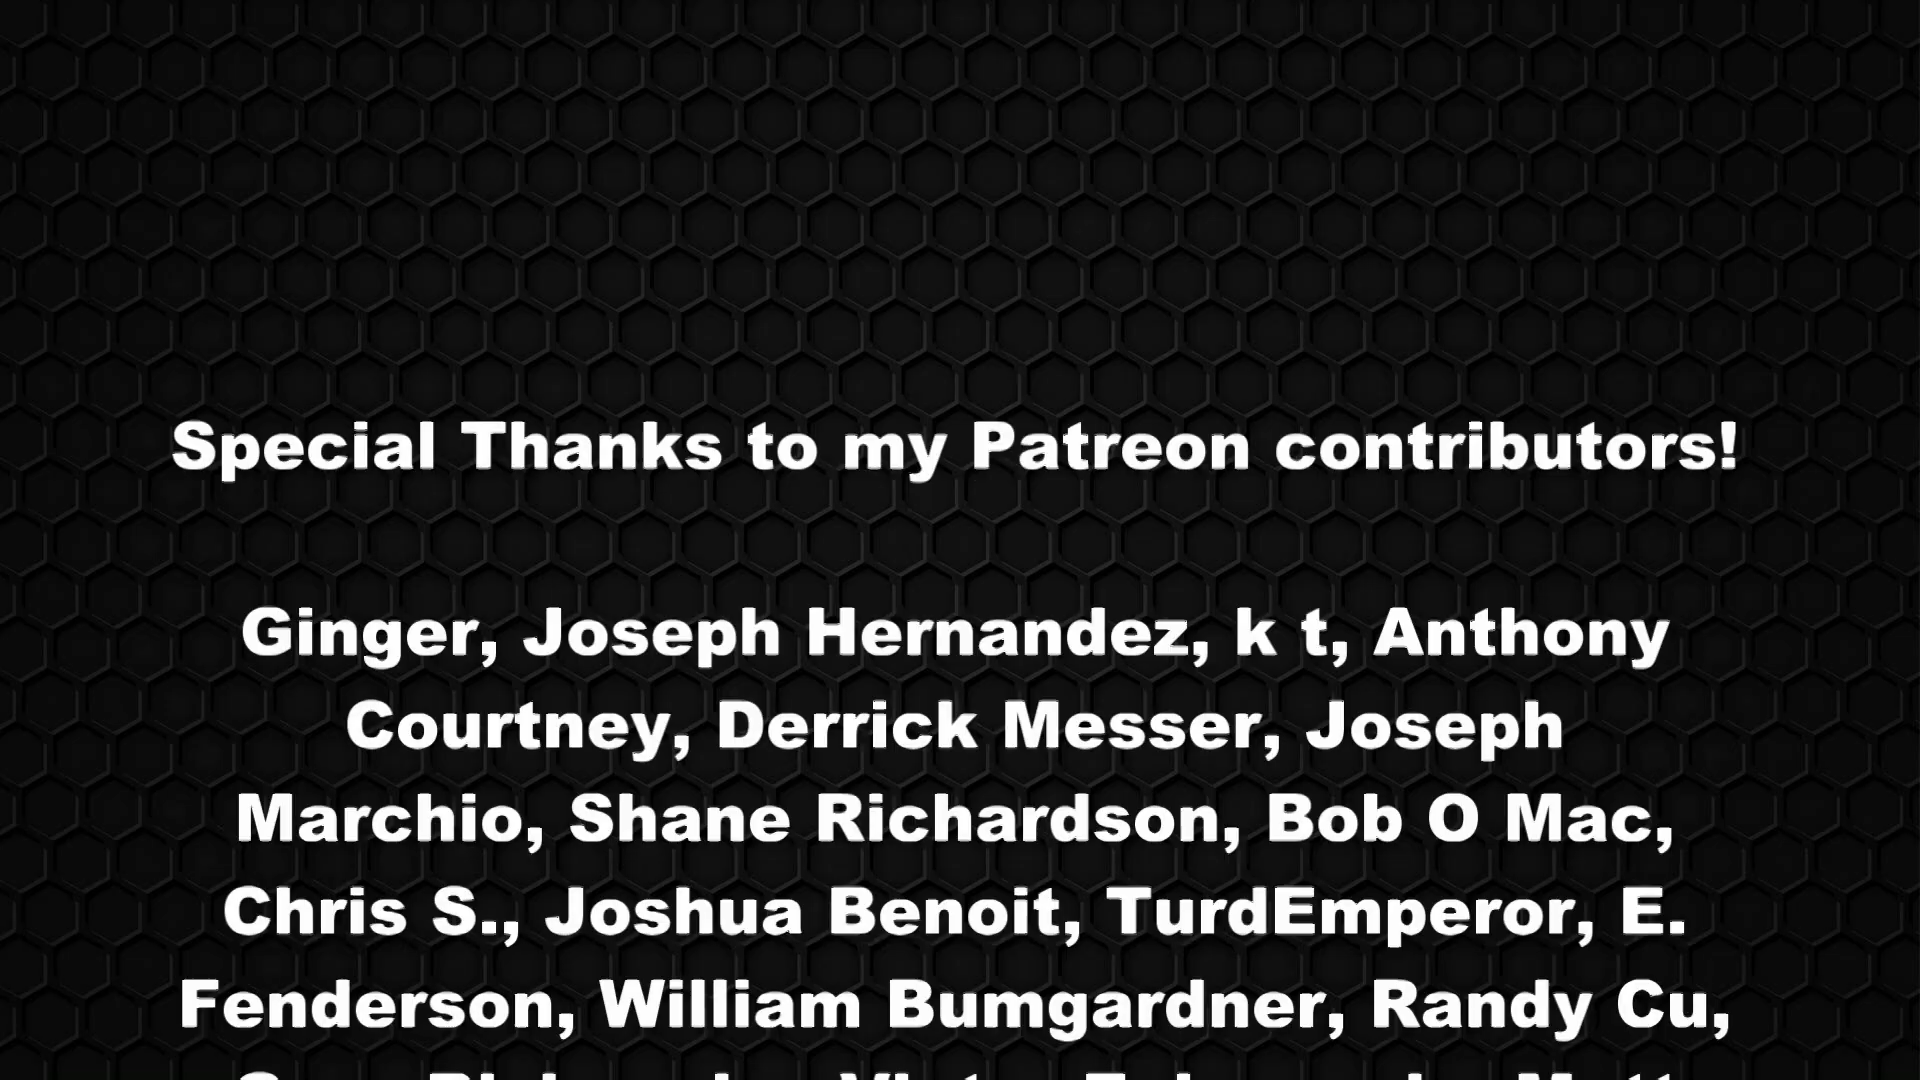 Special Thanks to my Patreon contributors!
Ginger, Joseph Hernandez, k t, Anthony
Courtney, Derrick Messer, Joseph
Marchio, Shane Richardson, Bob O Mac,
Chris S., Joshua Benoit, TurdEmperor, E.
Fenderson, William Bumgardner, Randy Cu,